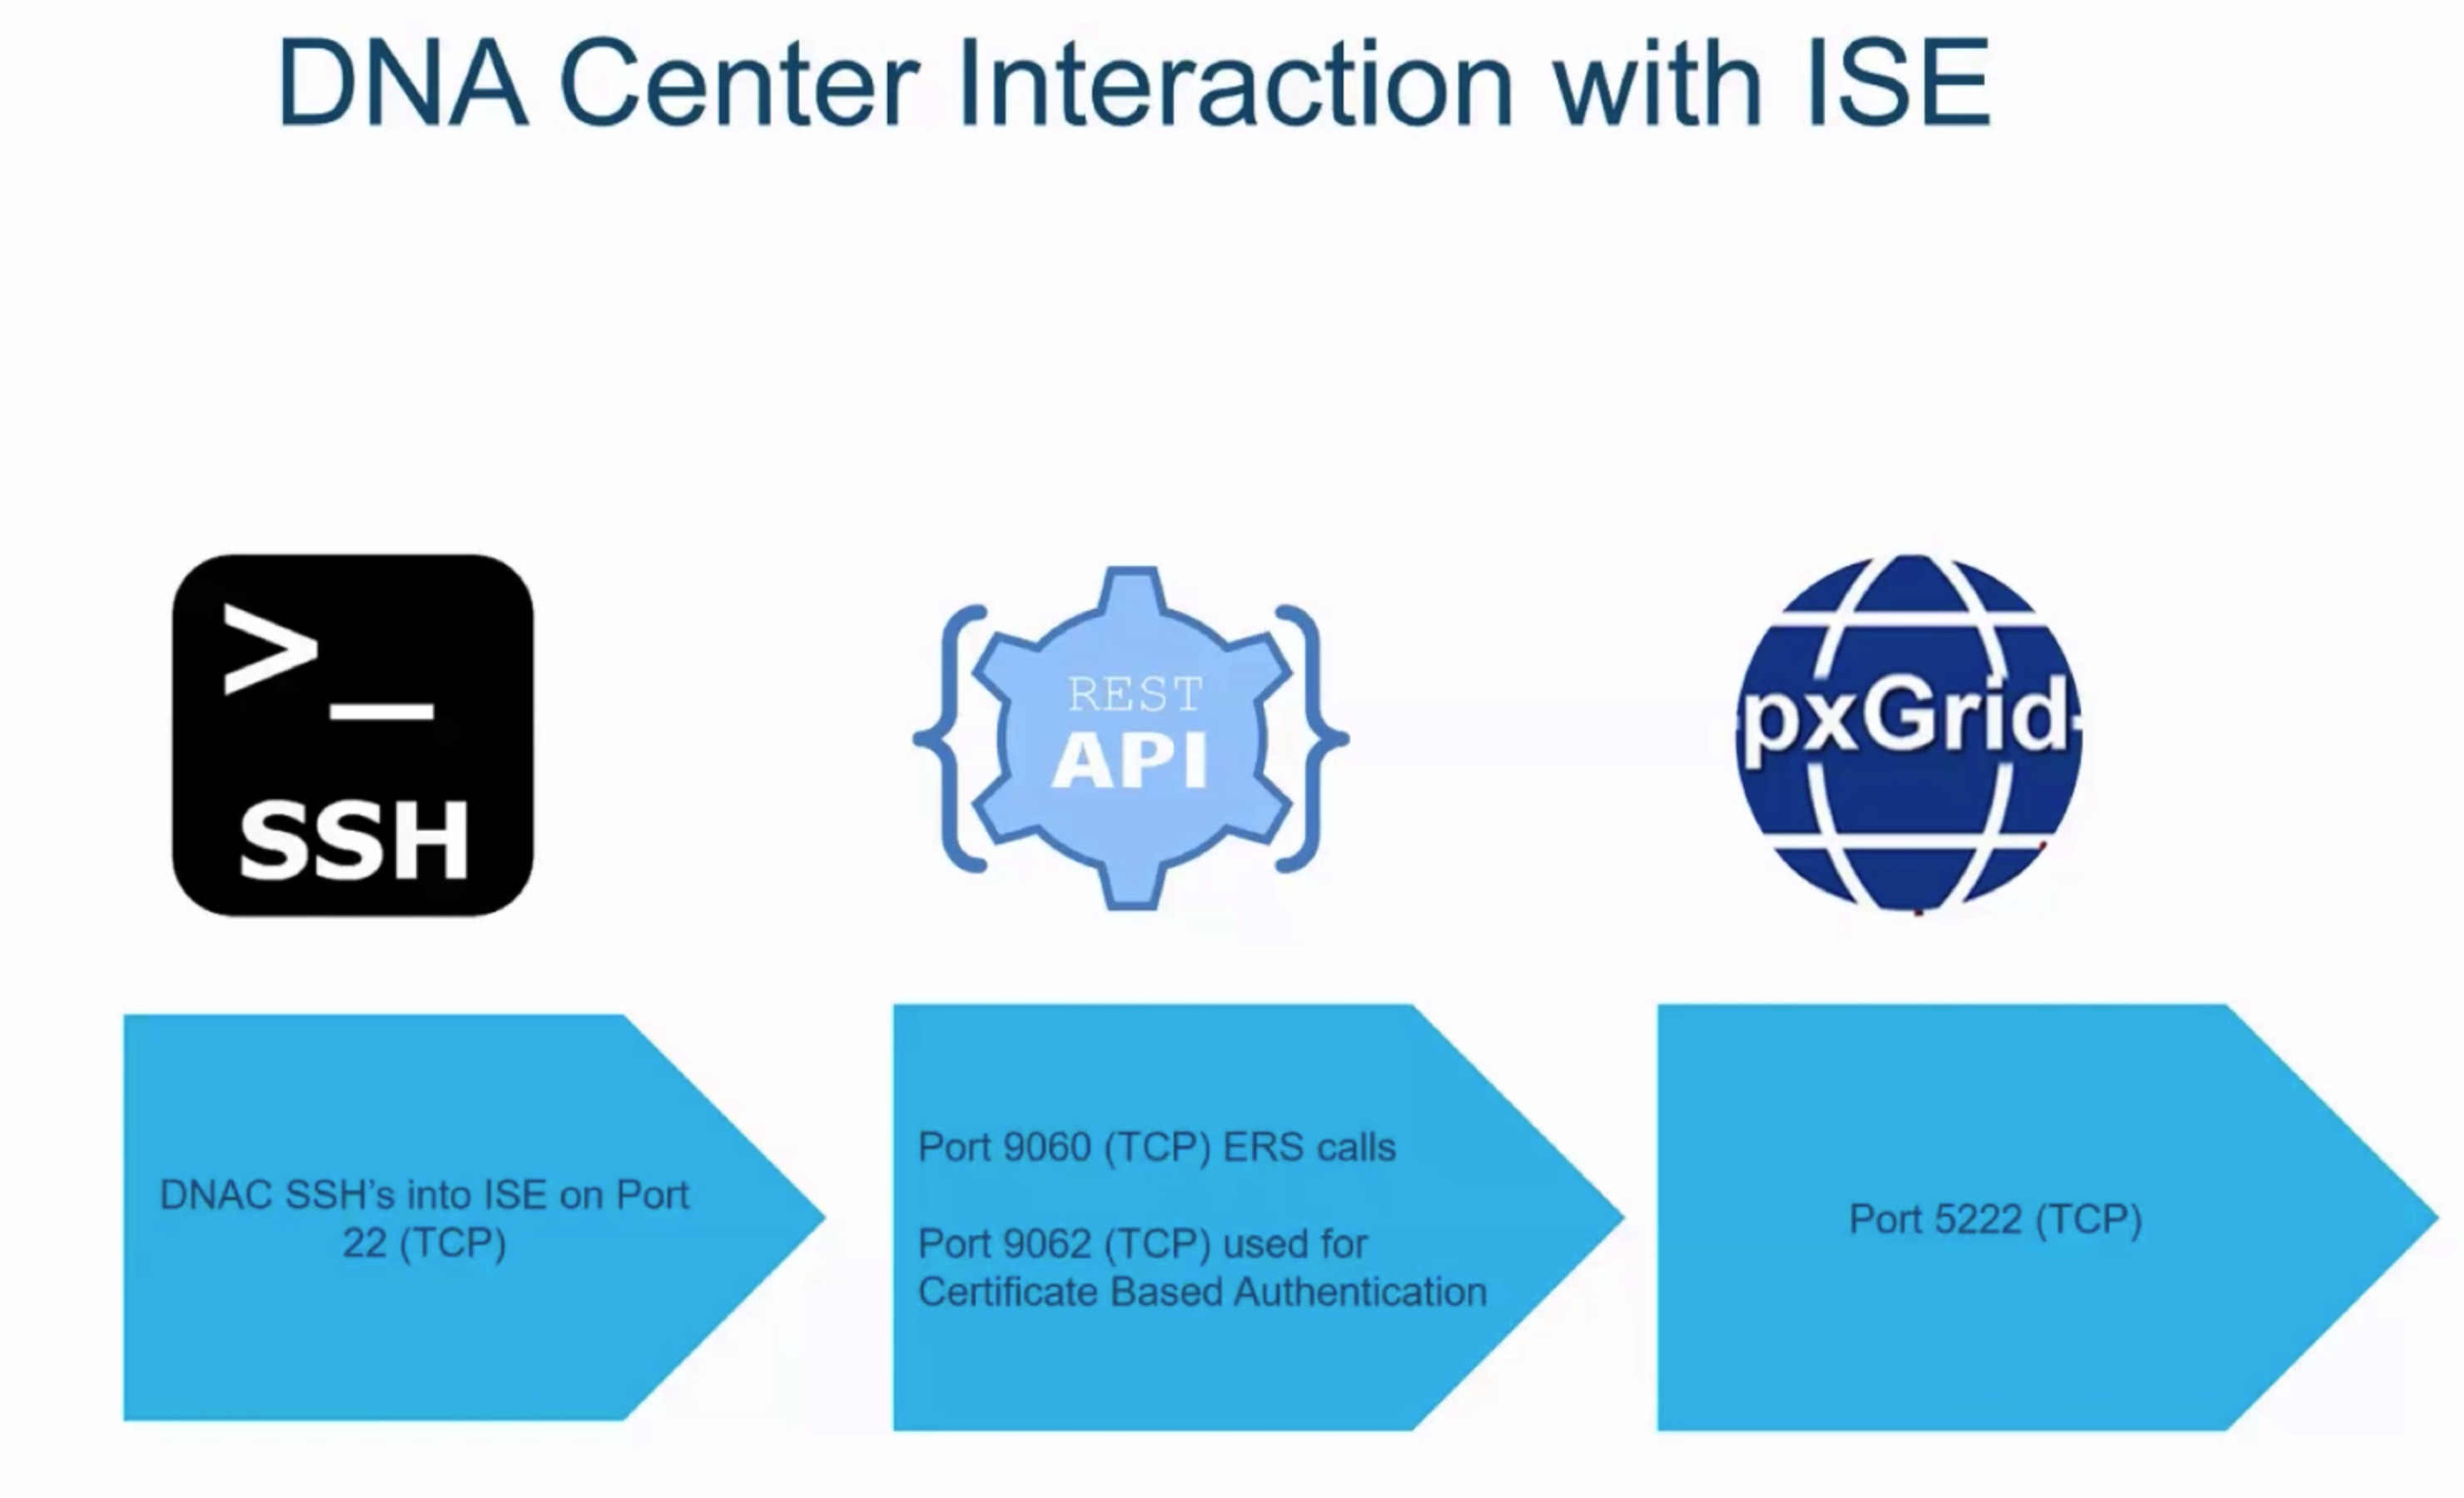 DNA Center Interaction with ISE
>_
SSH
REST
API
pxGrid
DNAC SSH's into ISE on Port
22 (TCP)
Port 9060 (TCP) ERS calls
Port 9062 (TCP) used for
Certificate Based Authentication
Port 5222 (TCP)